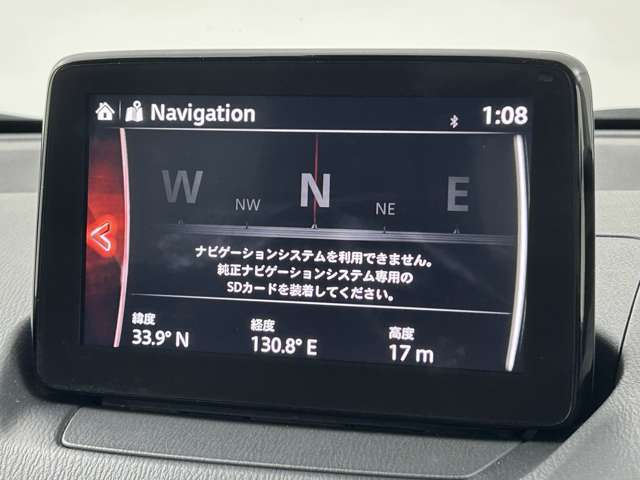 Navigation
1:08
W NW N NE E
ナビゲーションシステムを利用できません。
純正ナビゲーションシステム専用の
SDカードを装着してください。
緯度 経度 高度
33.9° N 130.8° E 17 m